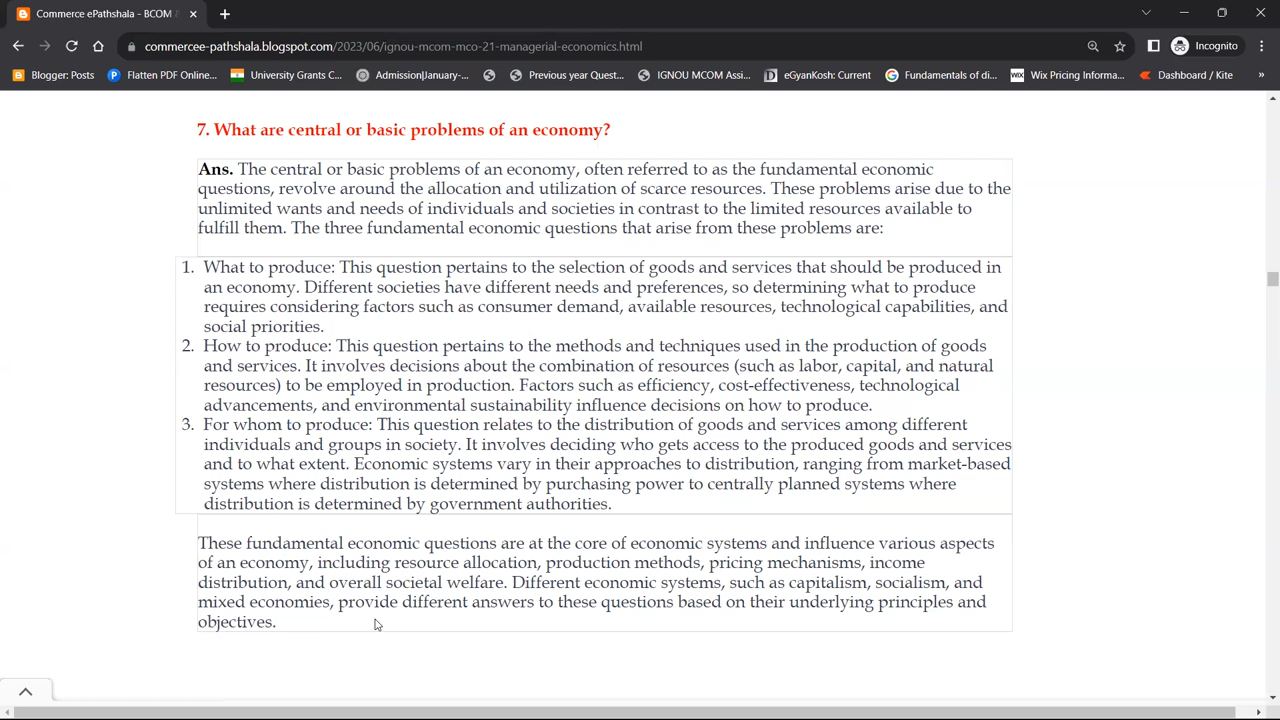 Commerce ePathshala - BCOM &
commercee-pathshala.blogspot.com/2023/06/ignou-mcom-mco-21-managerial-economics.html
Incognito
Blogger: Posts
Flatten PDF Online...
University Grants C...
Admission|January-...
Previous year Quest...
IGNOU MCOM Assi...
eGyanKosh: Current
Fundamentals of di...
Wix Pricing Informa...
Dashboard / Kite
7. What are central or basic problems of an economy?
Ans. The central or basic problems of an economy, often referred to as the fundamental economic
questions, revolve around the allocation and utilization of scarce resources. These problems arise due to the
unlimited wants and needs of individuals and societies in contrast to the limited resources available to
fulfill them. The three fundamental economic questions that arise from these problems are:
1. What to produce: This question pertains to the selection of goods and services that should be produced in
an economy. Different societies have different needs and preferences, so determining what to produce
requires considering factors such as consumer demand, available resources, technological capabilities, and
social priorities.
2. How to produce: This question pertains to the methods and techniques used in the production of goods
and services. It involves decisions about the combination of resources (such as labor, capital, and natural
resources) to be employed in production. Factors such as efficiency, cost-effectiveness, technological
advancements, and environmental sustainability influence decisions on how to produce.
3. For whom to produce: This question relates to the distribution of goods and services among different
individuals and groups in society. It involves deciding who gets access to the produced goods and services
and to what extent. Economic systems vary in their approaches to distribution, ranging from market-based
systems where distribution is determined by purchasing power to centrally planned systems where
distribution is determined by government authorities.
These fundamental economic questions are at the core of economic systems and influence various aspects
of an economy, including resource allocation, production methods, pricing mechanisms, income
distribution, and overall societal welfare. Different economic systems, such as capitalism, socialism, and
mixed economies, provide different answers to these questions based on their underlying principles and
objectives.